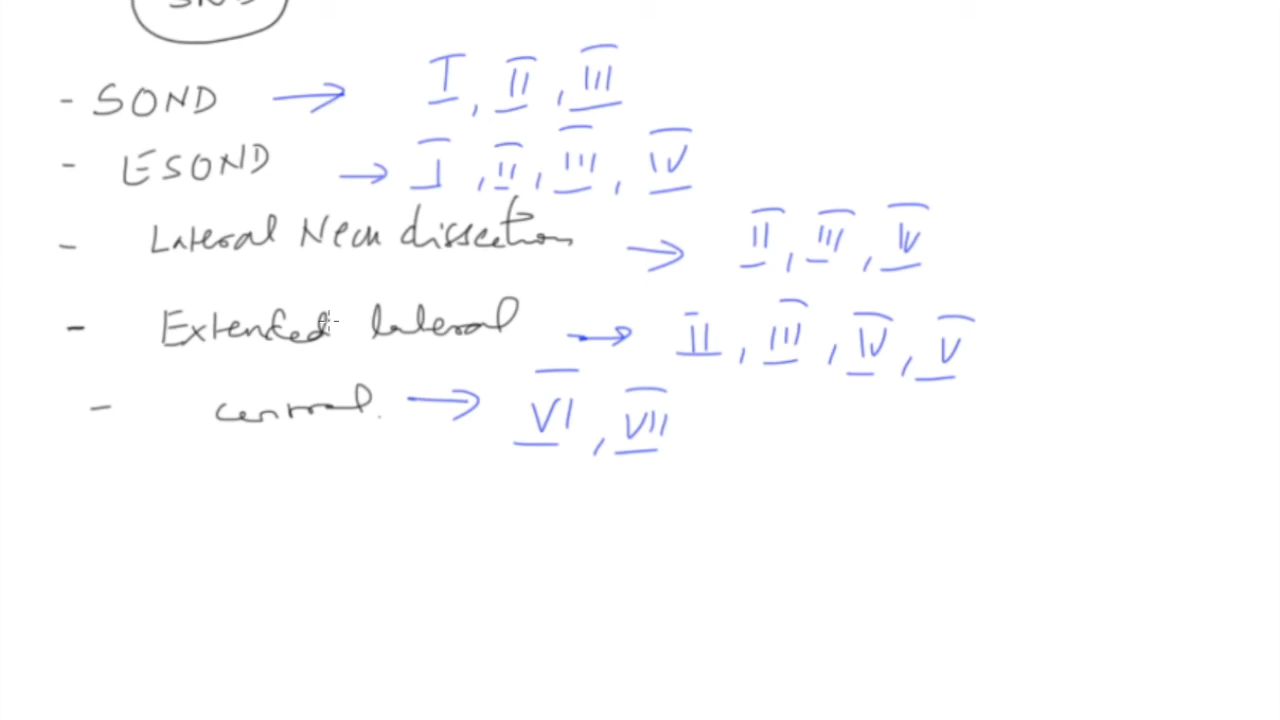 - SOND → I, II, III
- ESOND → I, II, III, IV
- Lateral Neck dissection → II, III, IV
- Extended lateral → II, III, IV, V
- central. → VI, VII